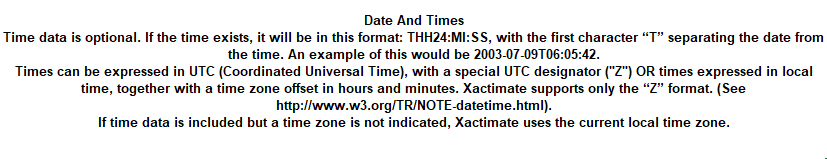 Date And Times
Time data is optional. If the time exists, it will be in this format: THH24:MI:SS, with the first character “T” separating the date from
the time. An example of this would be 2003-07-09T06:05:42.
Times can be expressed in UTC (Coordinated Universal Time), with a special UTC designator ("Z") OR times expressed in local
time, together with a time zone offset in hours and minutes. Xactimate supports only the “Z” format. (See
http://www.w3.org/TR/NOTE-datetime.html).
If time data is included but a time zone is not indicated, Xactimate uses the current local time zone.